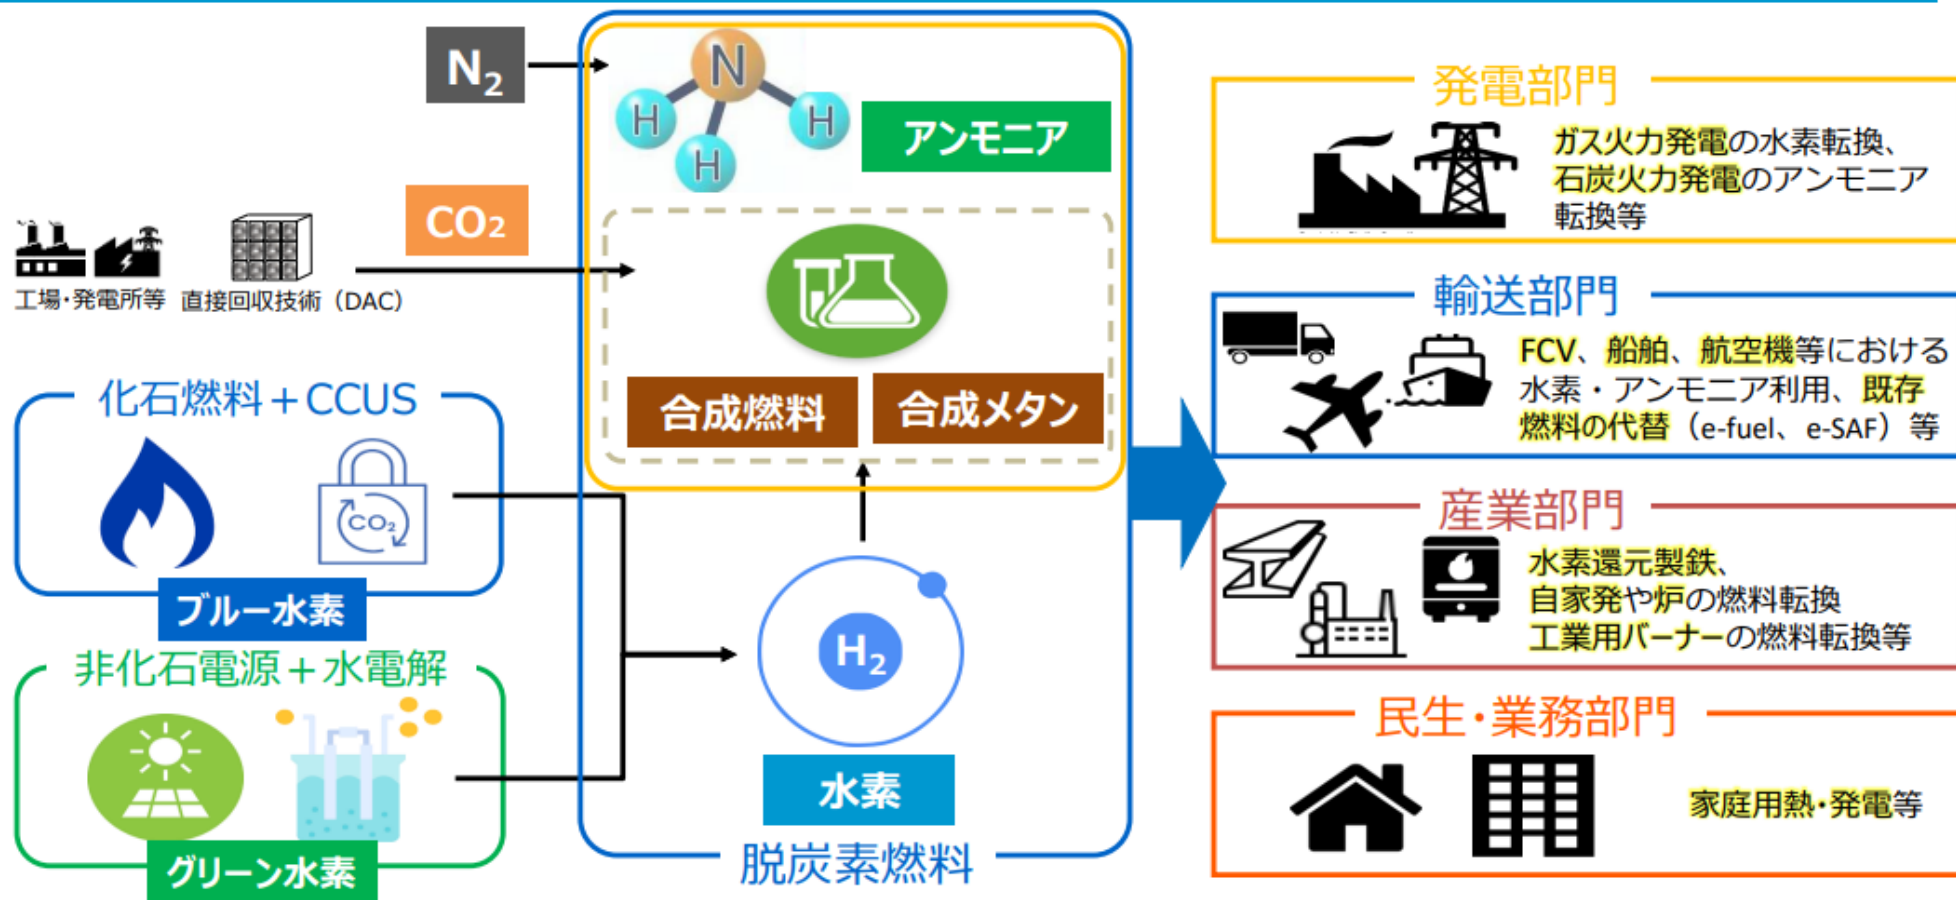 N₂
N
H
H
H
アンモニア
CO₂
工場・発電所等
直接回収技術（DAC）
合成燃料
合成メタン
化石燃料＋CCUS
CO₂
ブルー水素
非化石電源＋水電解
グリーン水素
H₂
水素
脱炭素燃料
発電部門
ガス火力発電の水素転換、
石炭火力発電のアンモニア
転換等
輸送部門
FCV、船舶、航空機等における
水素・アンモニア利用、既存
燃料の代替（e-fuel、e-SAF）等
産業部門
水素還元製鉄、
自家発や炉の燃料転換
工業用バーナーの燃料転換等
民生・業務部門
家庭用熱・発電等